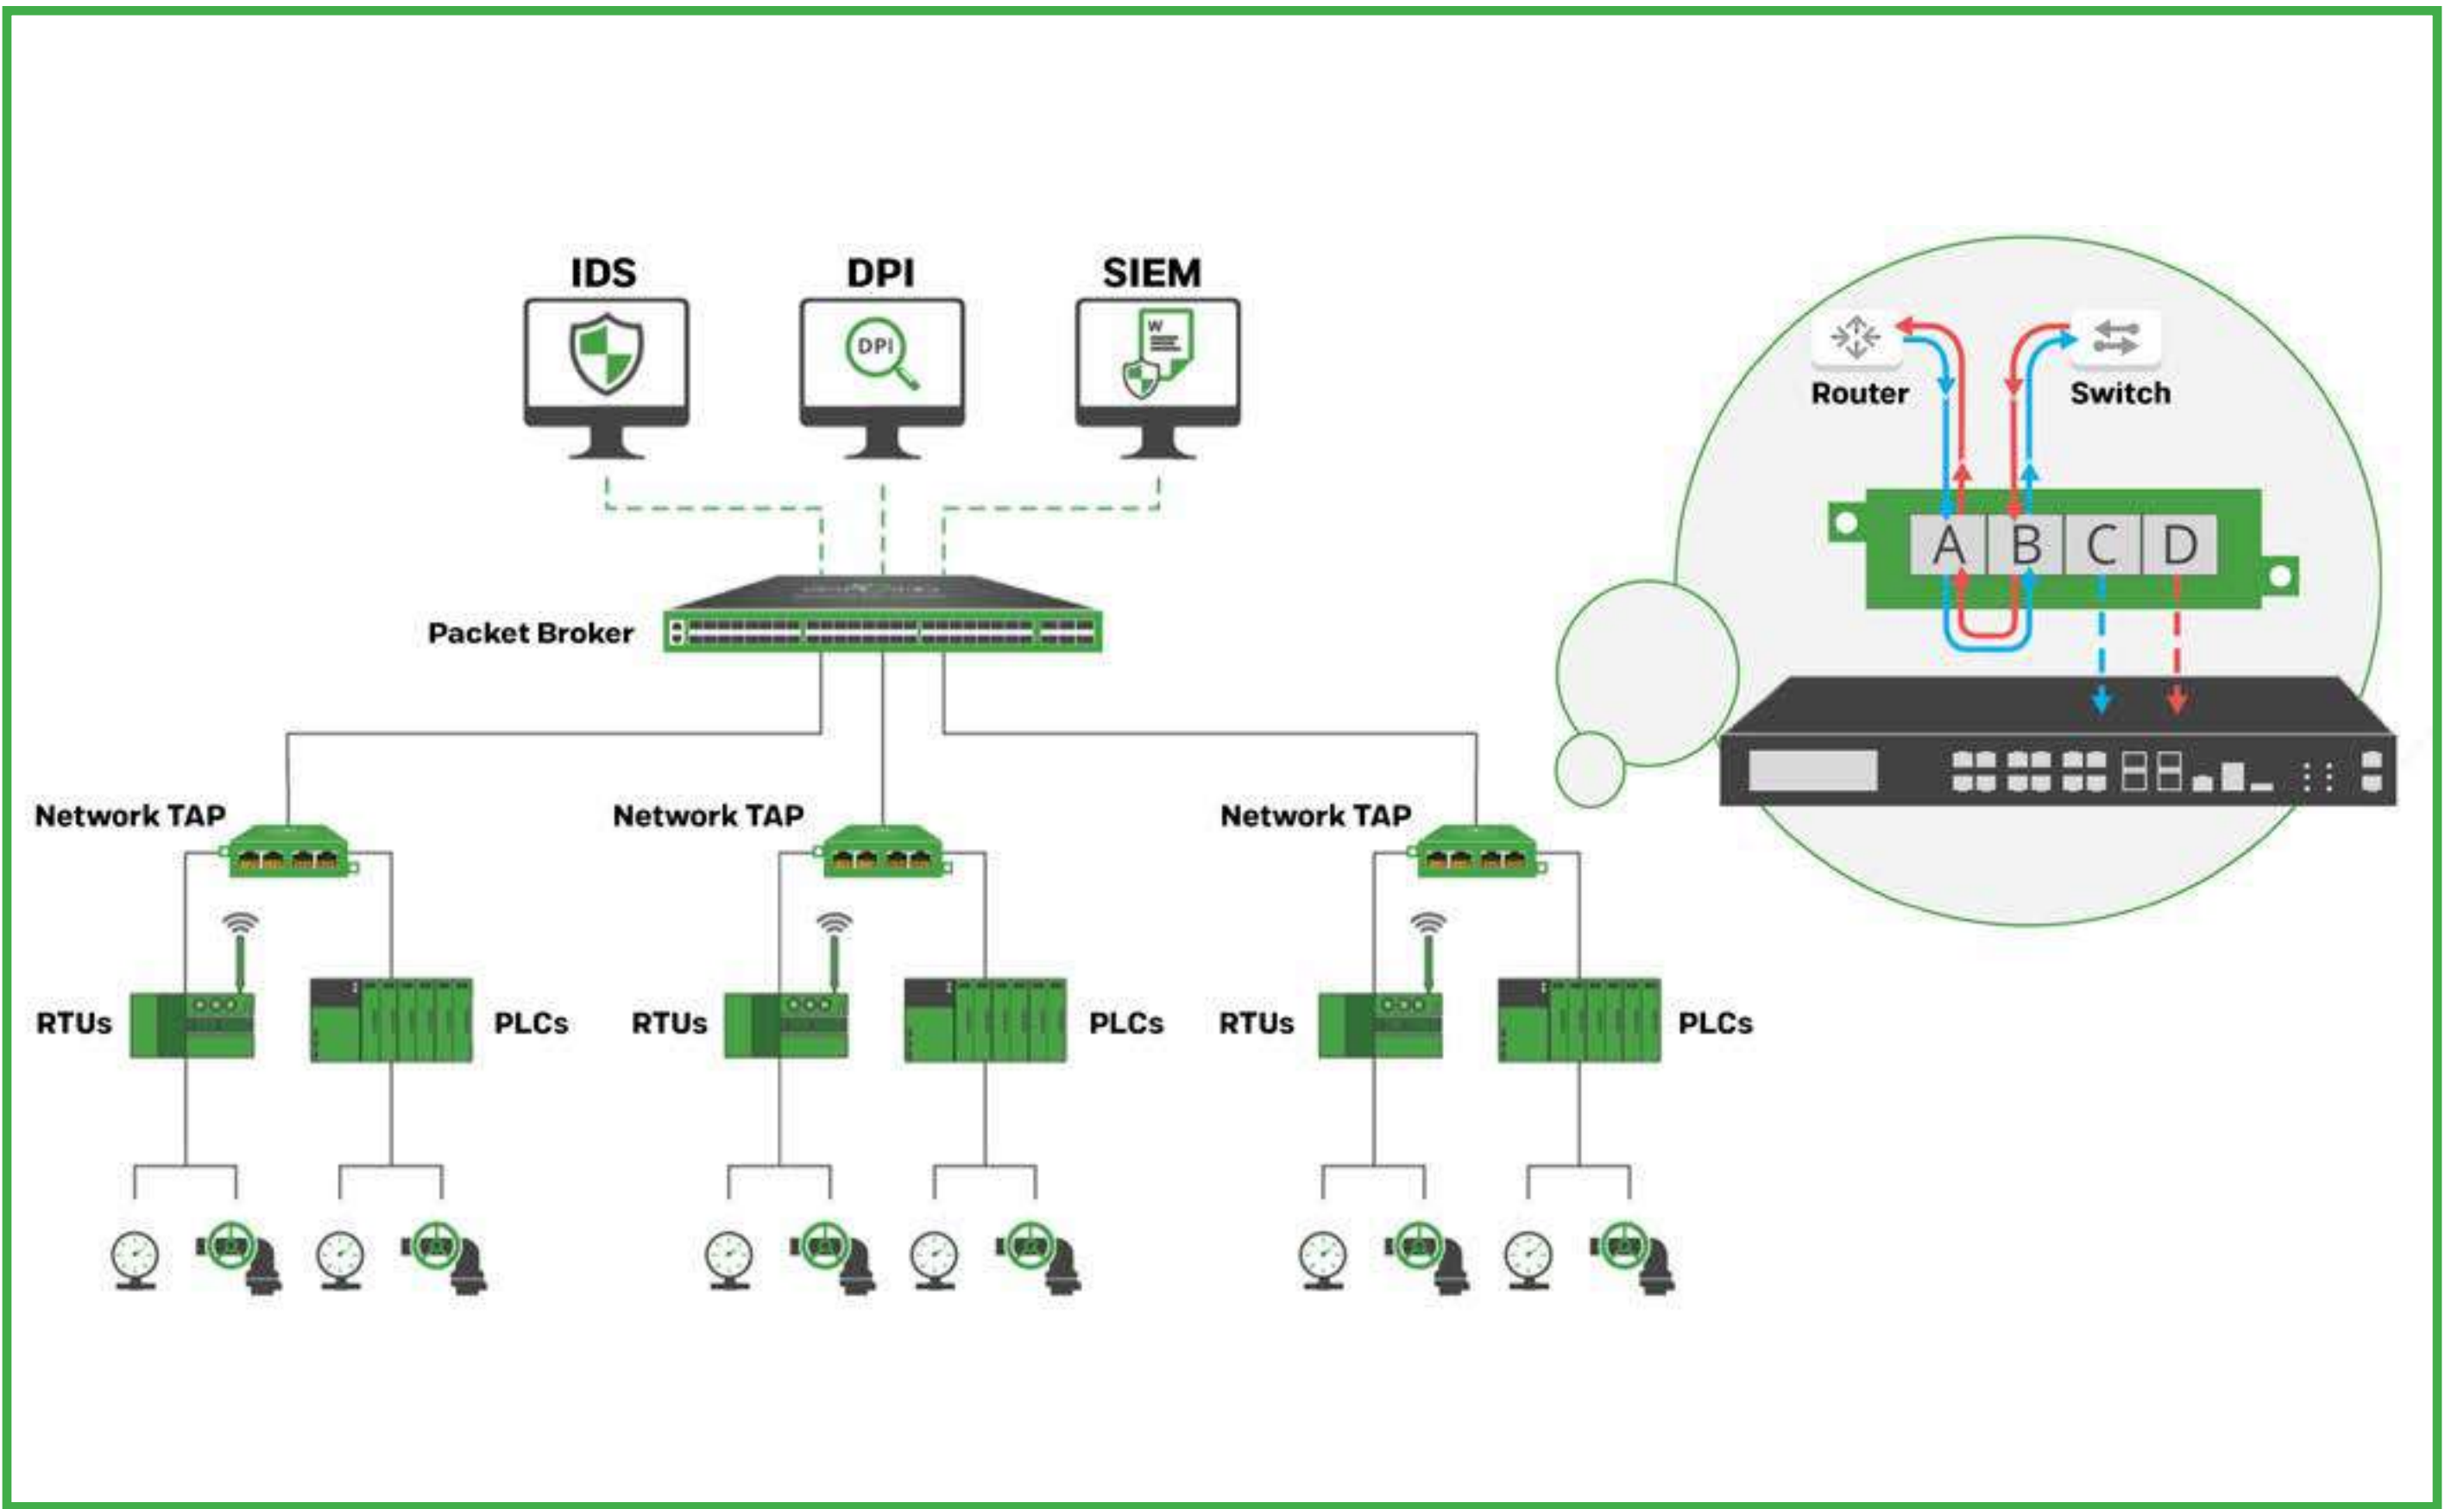 IDS
DPI
SIEM
DPI
W
Router
Switch
A B C D
Packet Broker
Network TAP
Network TAP
Network TAP
RTUs
PLCs
RTUs
PLCs
RTUs
PLCs